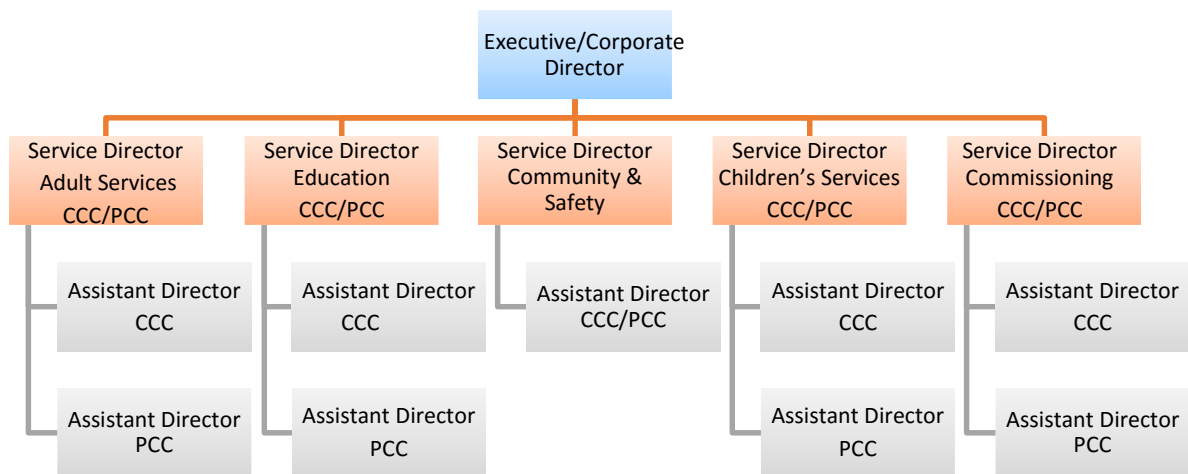 Executive/Corporate
Director
Service Director
Adult Services
CCC/PCC
Service Director
Education
CCC/PCC
Service Director
Community &
Safety
Service Director
Children’s Services
CCC/PCC
Service Director
Commissioning
CCC/PCC
Assistant Director
CCC
Assistant Director
CCC
Assistant Director
CCC/PCC
Assistant Director
CCC
Assistant Director
CCC
Assistant Director
PCC
Assistant Director
PCC
Assistant Director
PCC
Assistant Director
PCC